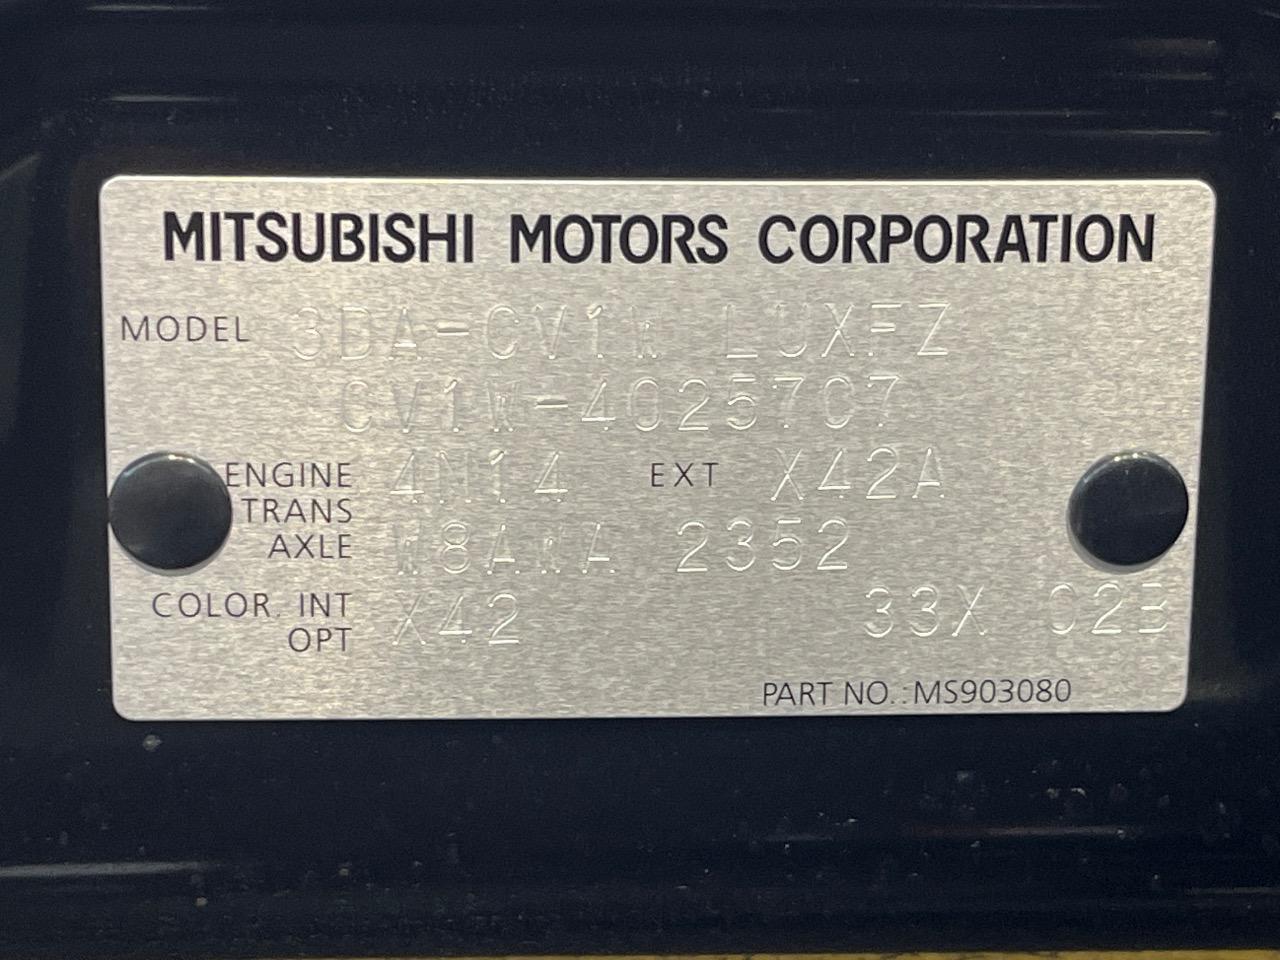 MITSUBISHI MOTORS CORPORATION
MODEL 3DA-CV1W LUXFZ
CV1W-4025707
ENGINE 4N14 EXT X42A
TRANS
AXLE W8AWA 2352
COLOR. INT X42 33X 02B
OPT
PART NO.:MS903080